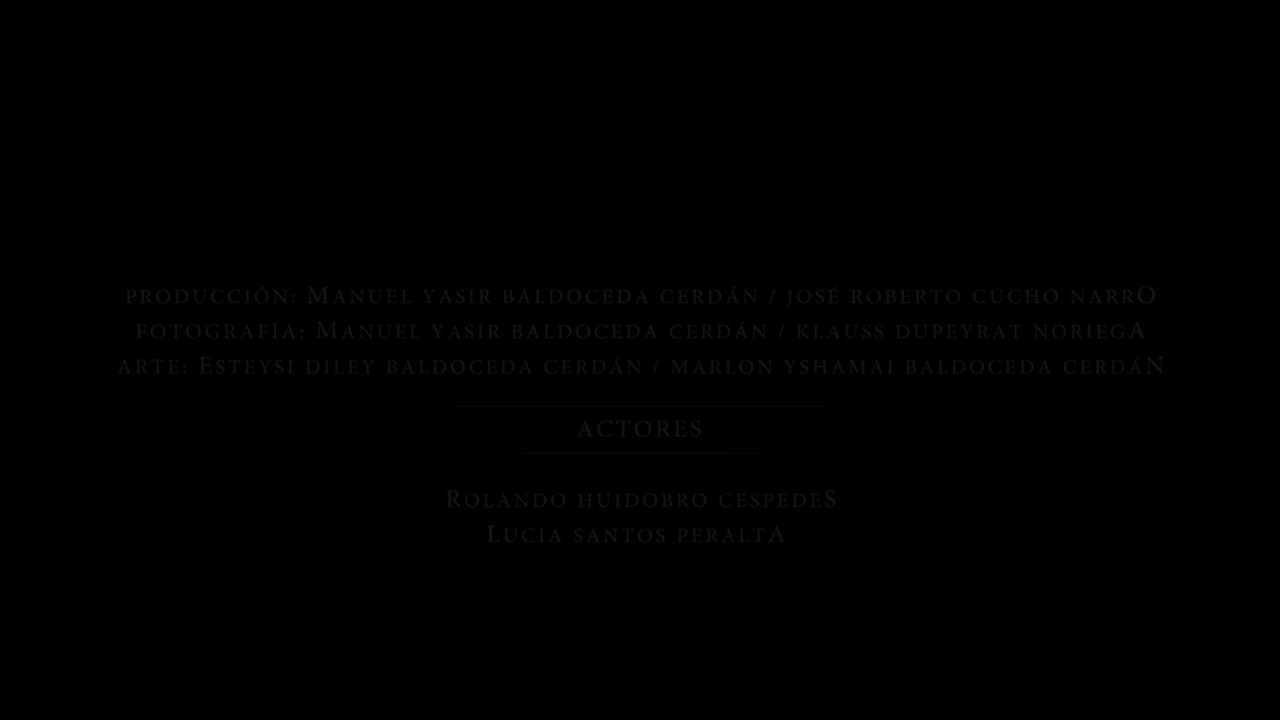 PRODUCCIÓN: MANUEL YASIR BALDOCEDA CERDÁN / JOSÉ ROBERTO CUCHO NARRO
FOTOGRAFÍA: MANUEL YASIR BALDOCEDA CERDÁN / KLAUSS DUPEYRAT NORIEGA
ARTE: ESTEYSI DILEY BALDOCEDA CERDÁN / MARLON YSHAMAI BALDOCEDA CERDÁN
ACTORES
ROLANDO HUIDOBRO CESPEDES
LUCIA SANTOS PERALTA